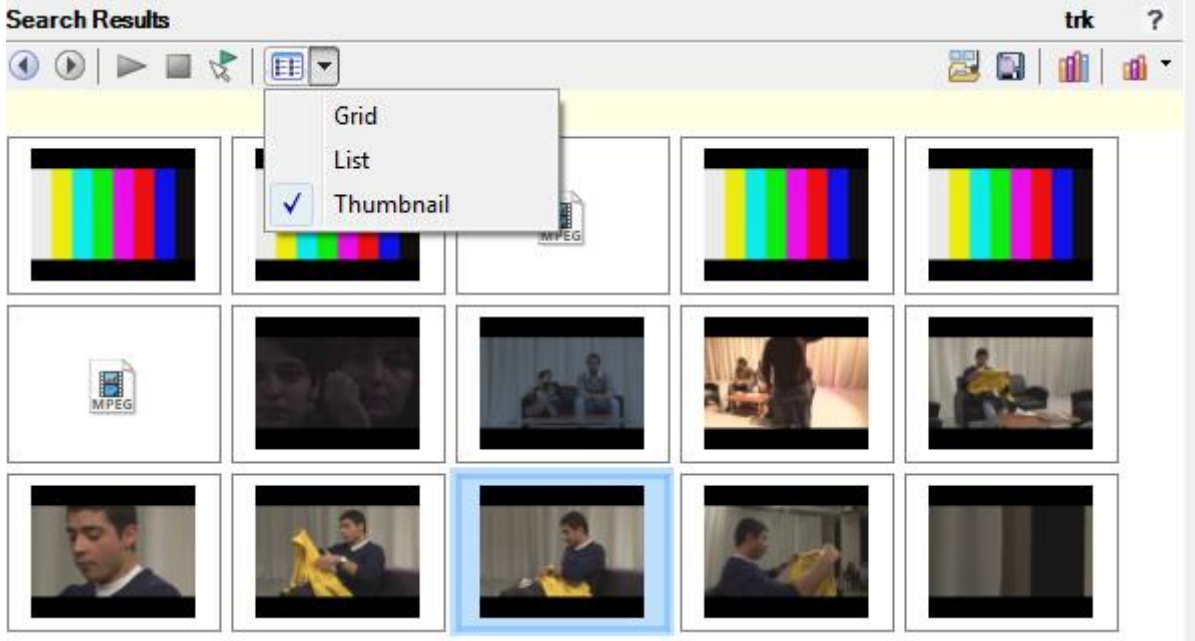 Search Results trk ?
Grid
List
Thumbnail
MPEG
MPEG